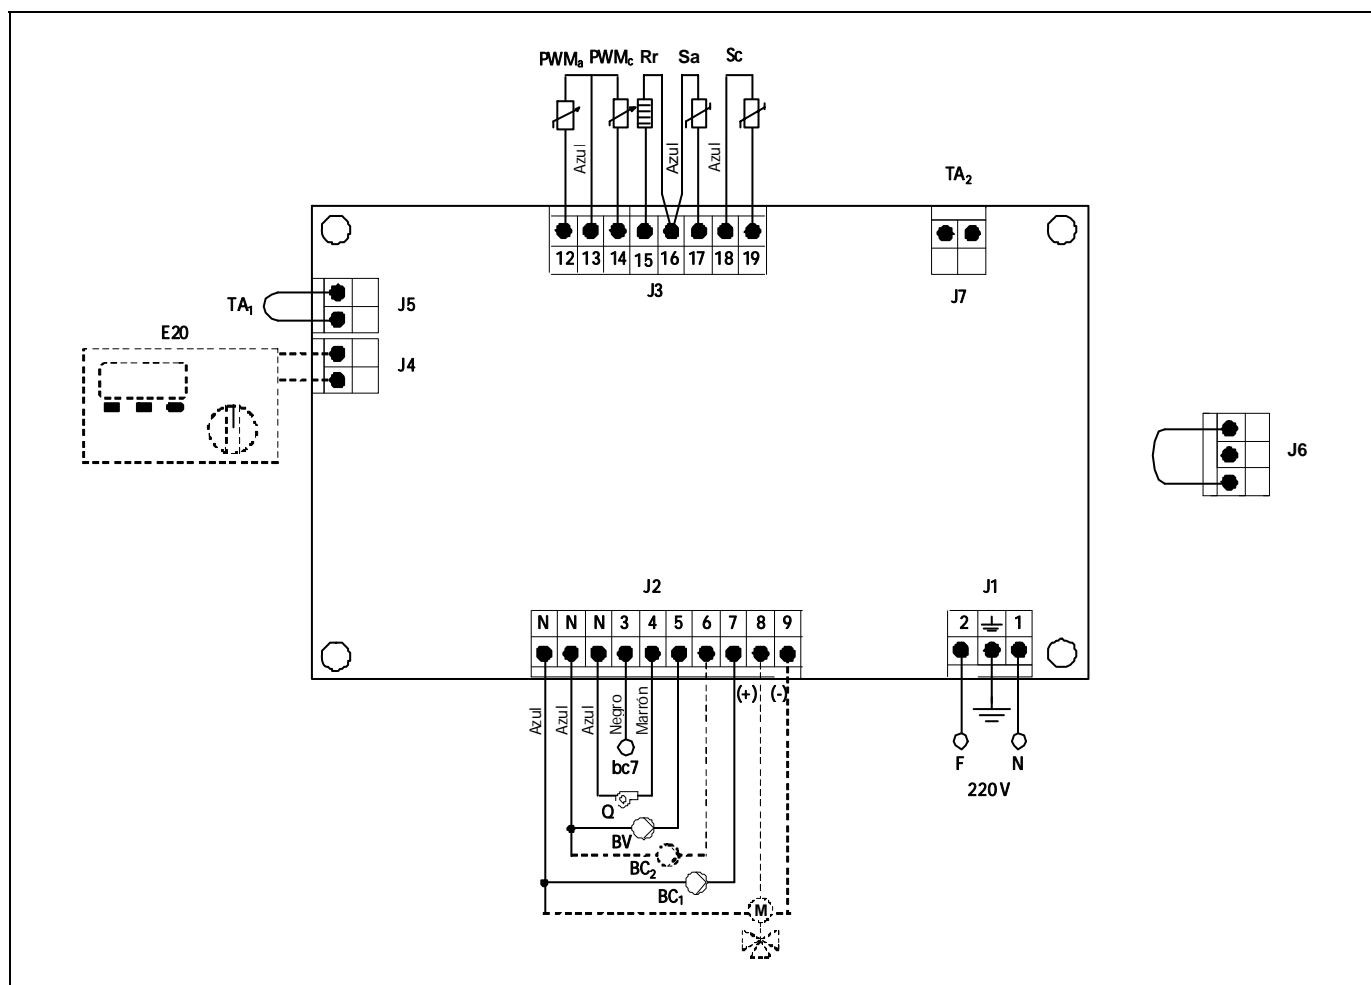 PWMa PWMc Rr Sa Sc
Azul Azul Azul
TA2
12 13 14 15 16 17 18 19
J3
J7
TA1
J5
E20
J4
J6
J2
J1
N N N 3 4 5 6 7 8 9
2 1
(+) (-)
Azul Azul Azul Negro Marrón
bc7
F N
220 V
Q
BV
BC2
BC1
M